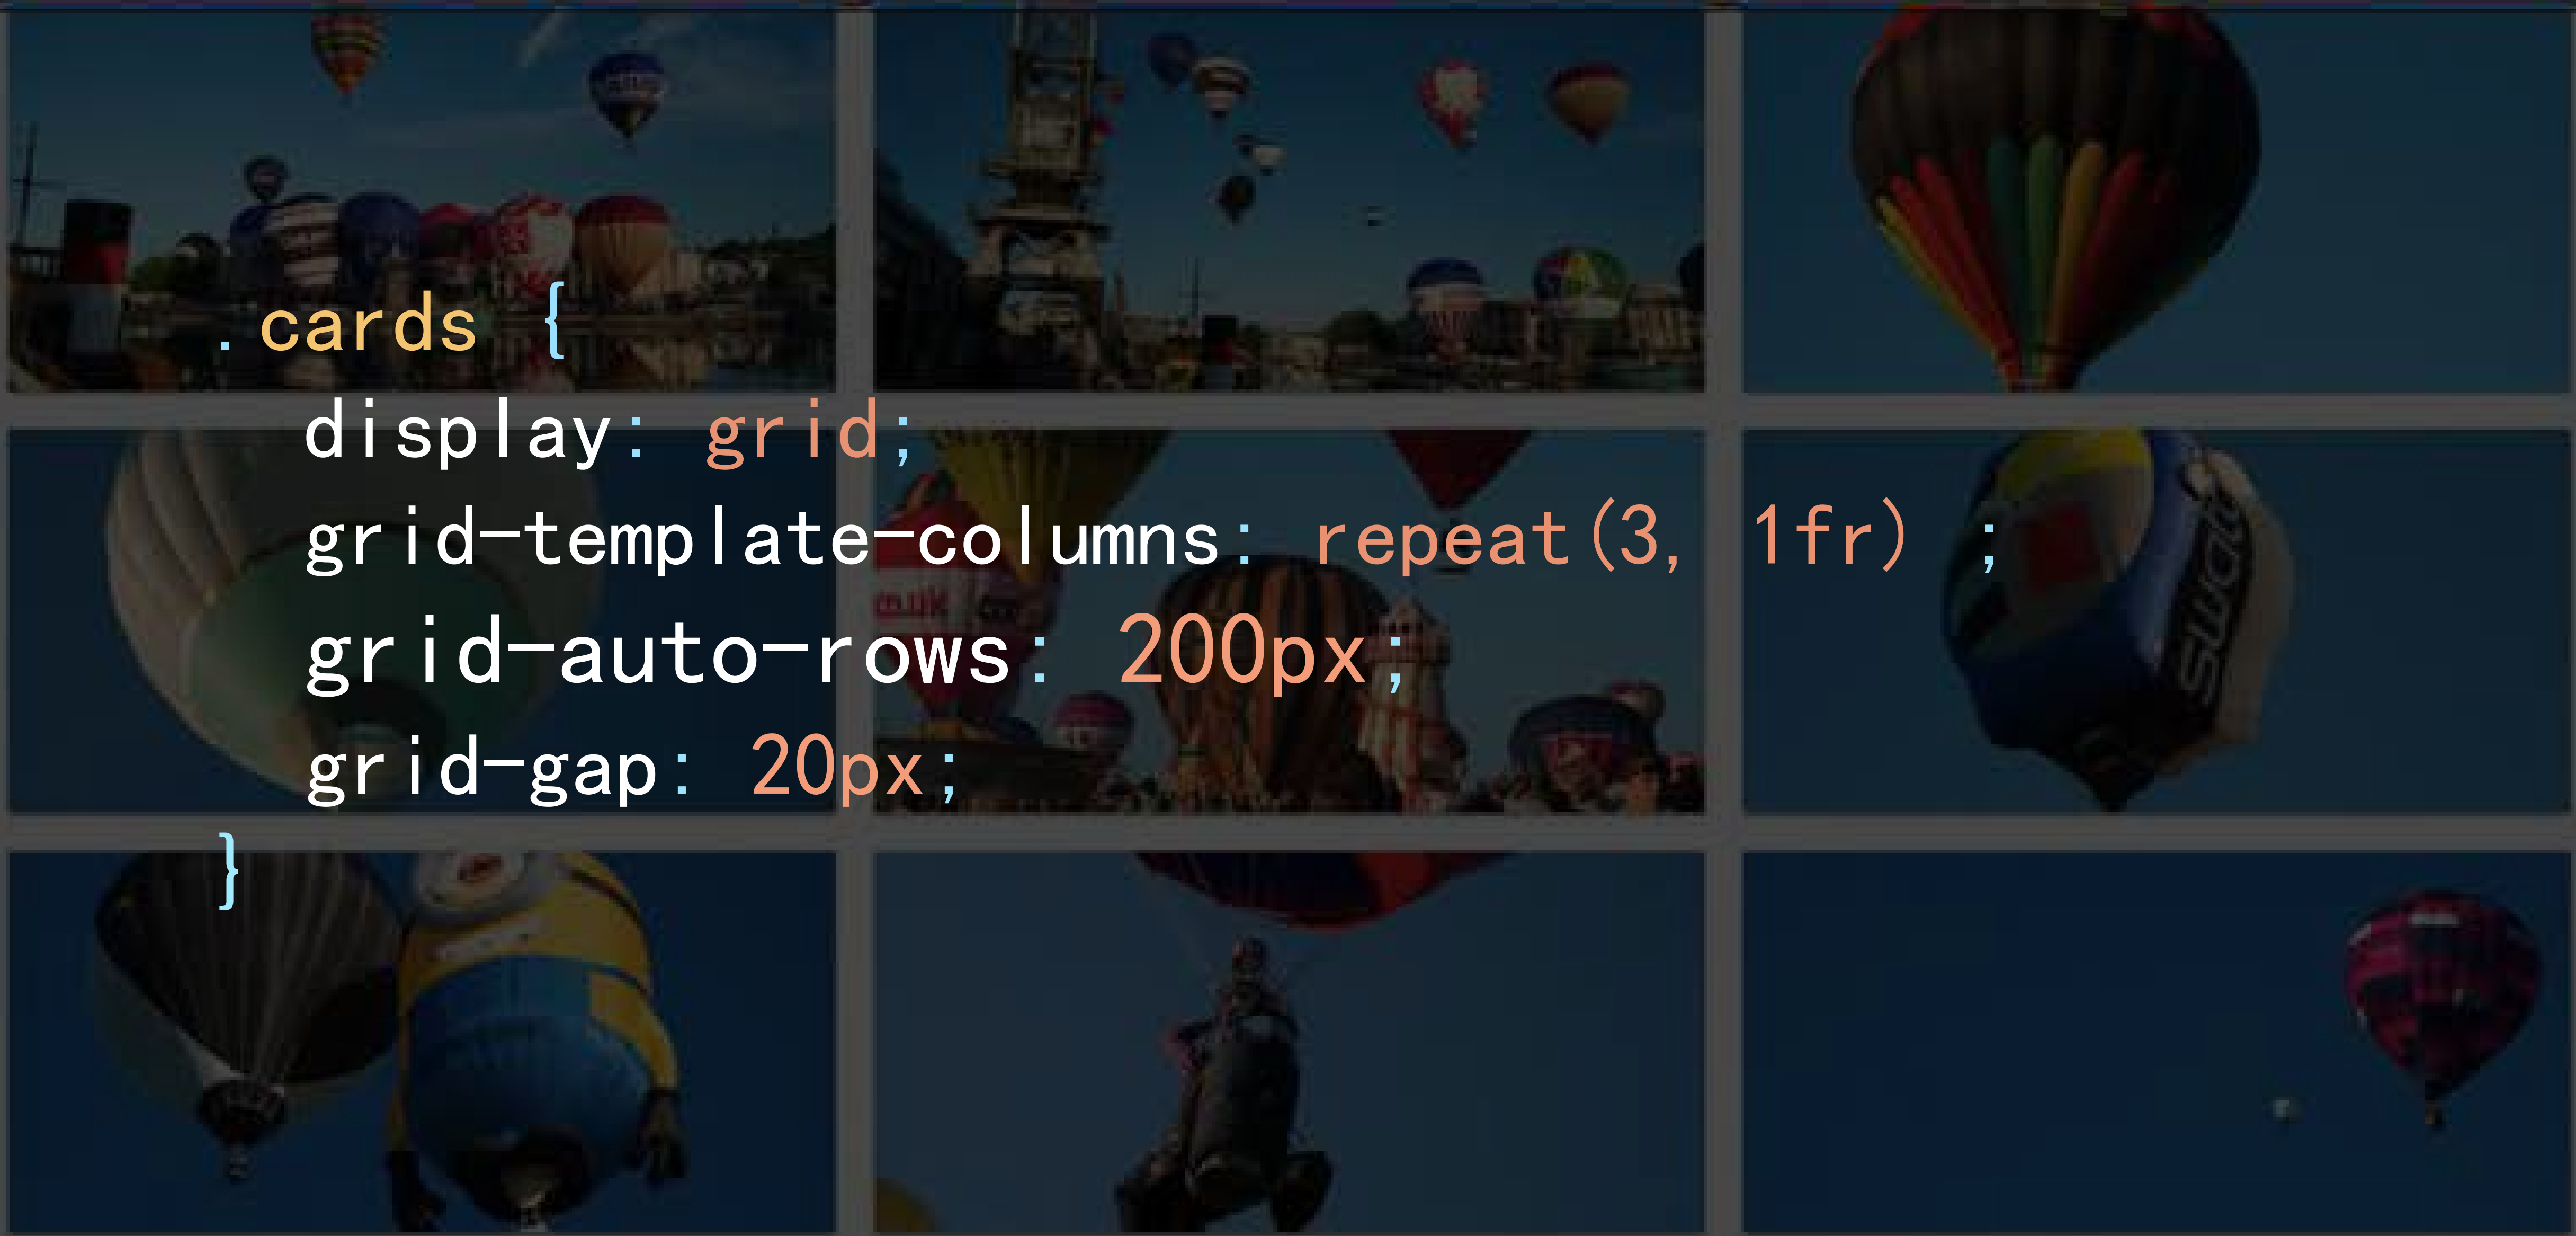 .cards {
display: grid;
grid-template-columns: repeat(3, 1fr) ;
grid-auto-rows: 200px;
grid-gap: 20px;
}